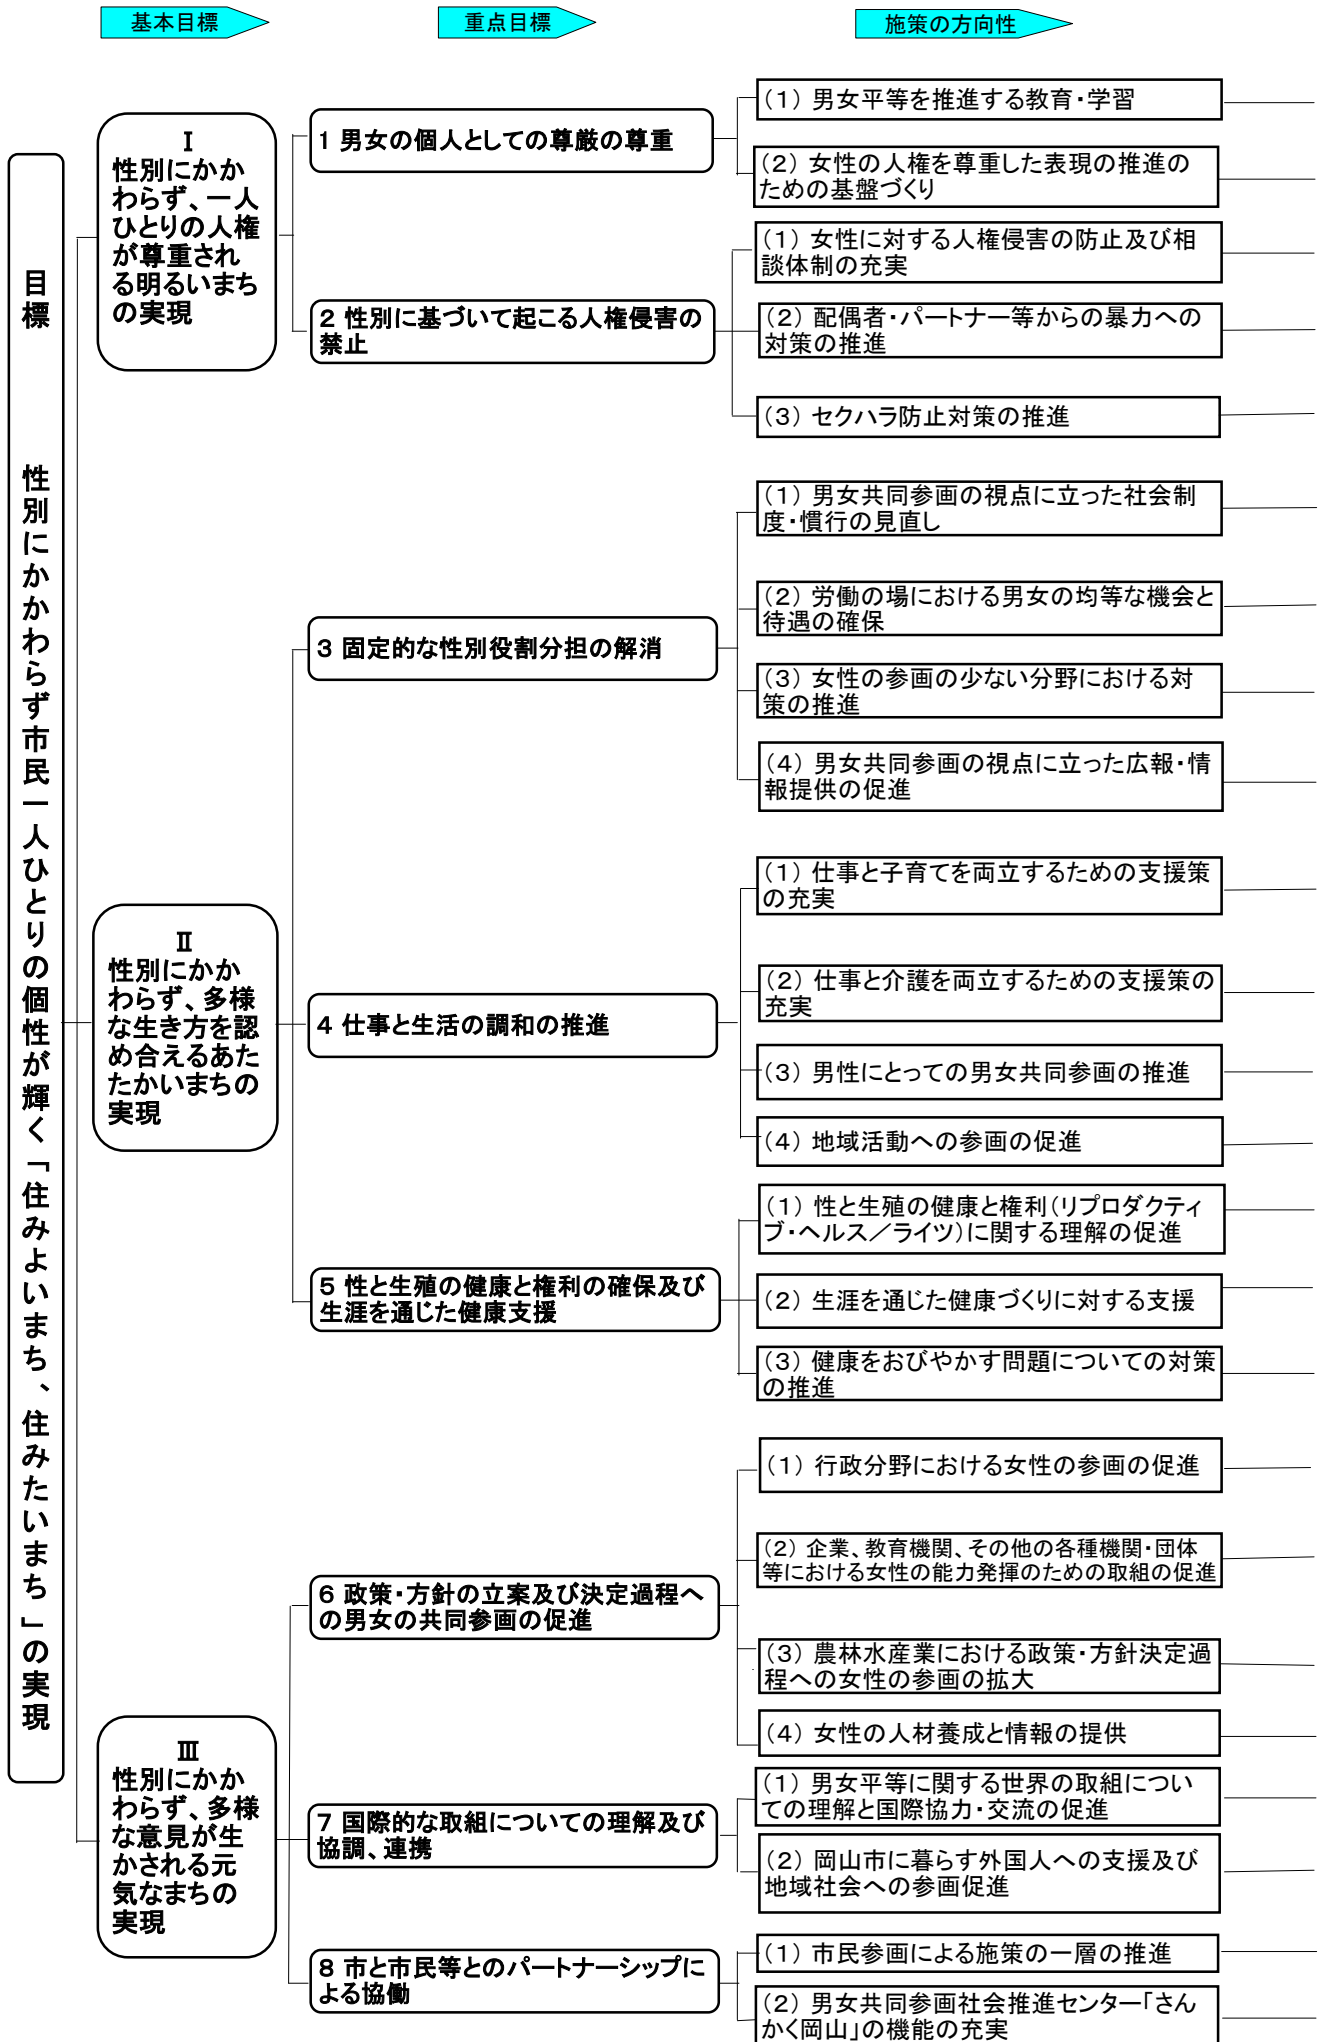 基本目標
重点目標
施策の方向性
目標
性別にかかわらず市民一人ひとりの個性が輝く「住みよいまち、住みたいまち」の実現
Ⅰ
性別にかか
わらず、一人
ひとりの人権
が尊重され
る明るいまち
の実現
1 男女の個人としての尊厳の尊重
(1) 男女平等を推進する教育・学習
(2) 女性の人権を尊重した表現の推進の
ための基盤づくり
2 性別に基づいて起こる人権侵害の
禁止
(1) 女性に対する人権侵害の防止及び相
談体制の充実
(2) 配偶者・パートナー等からの暴力への
対策の推進
(3) セクハラ防止対策の推進
Ⅱ
性別にかか
わらず、多様
な生き方を認
め合えるあた
たかいまちの
実現
3 固定的な性別役割分担の解消
(1) 男女共同参画の視点に立った社会制
度・慣行の見直し
(2) 労働の場における男女の均等な機会と
待遇の確保
(3) 女性の参画の少ない分野における対
策の推進
(4) 男女共同参画の視点に立った広報・情
報提供の促進
4 仕事と生活の調和の推進
(1) 仕事と子育てを両立するための支援策
の充実
(2) 仕事と介護を両立するための支援策の
充実
(3) 男性にとっての男女共同参画の推進
(4) 地域活動への参画の促進
5 性と生殖の健康と権利の確保及び
生涯を通じた健康支援
(1) 性と生殖の健康と権利(リプロダクティ
ブ・ヘルス/ライツ)に関する理解の促進
(2) 生涯を通じた健康づくりに対する支援
(3) 健康をおびやかす問題についての対策
の推進
Ⅲ
性別にかか
わらず、多様
な意見が生
かされる元
気なまちの
実現
6 政策・方針の立案及び決定過程へ
の男女の共同参画の促進
(1) 行政分野における女性の参画の促進
(2) 企業、教育機関、その他の各種機関・団体
等における女性の能力発揮のための取組の促進
(3) 農林水産業における政策・方針決定過
程への女性の参画の拡大
(4) 女性の人材養成と情報の提供
7 国際的な取組についての理解及び
協調、連携
(1) 男女平等に関する世界の取組につい
ての理解と国際協力・交流の促進
(2) 岡山市に暮らす外国人への支援及び
地域社会への参画促進
8 市と市民等とのパートナーシップに
よる協働
(1) 市民参画による施策の一層の推進
(2) 男女共同参画社会推進センター「さん
かく岡山」の機能の充実